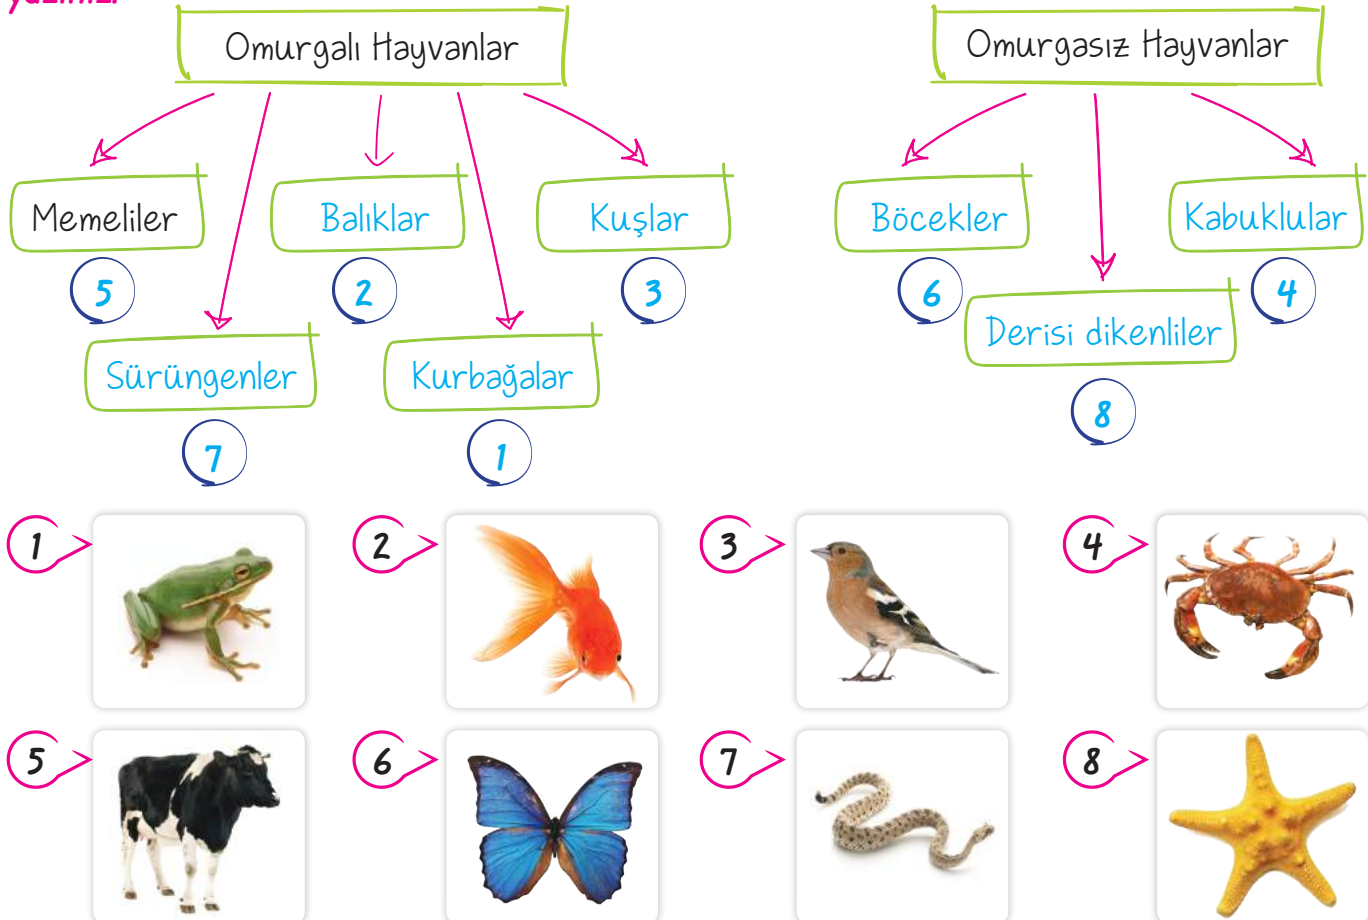 yazınız.
Omurgalı Hayvanlar
Omurgasız Hayvanlar
Memeliler
Balıklar
Kuşlar
Böcekler
Kabuklular
5
2
3
6
4
Derisi dikenliler
Sürüngenler
Kurbağalar
8
7
1
1
2
3
4
5
6
7
8